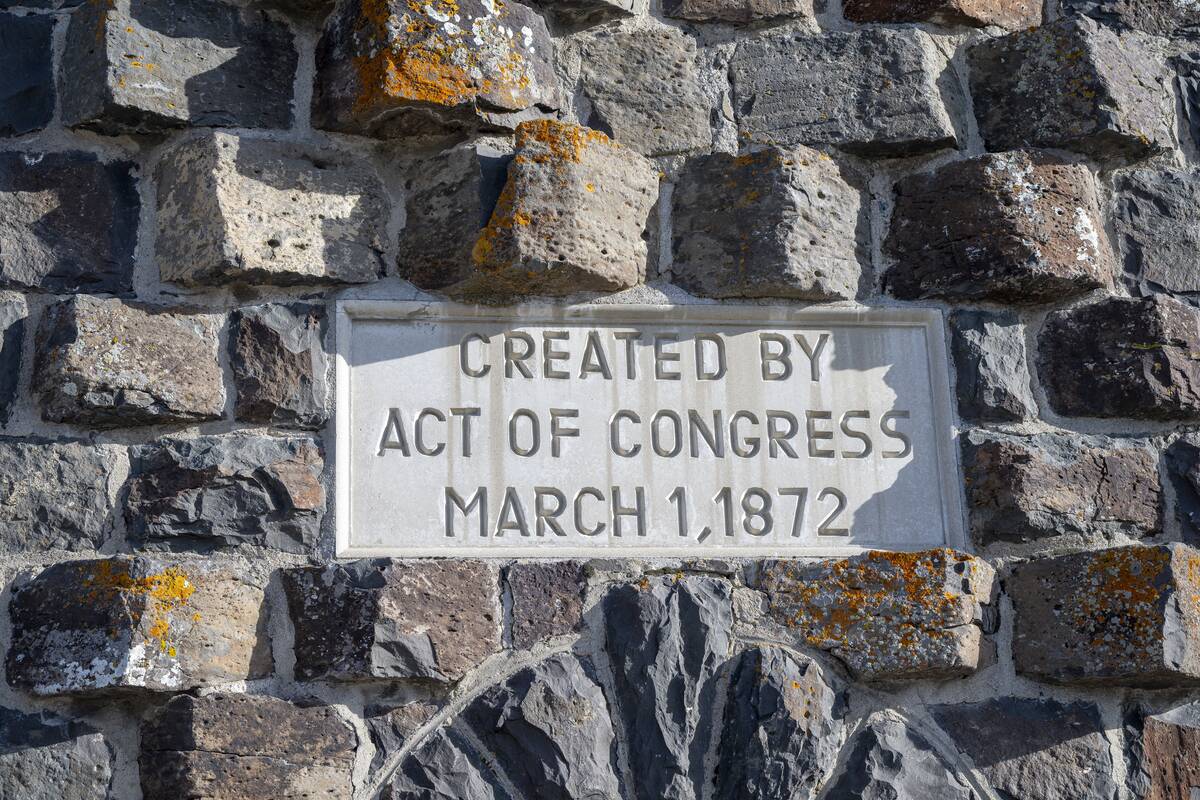 CREATED BY
ACT OF CONGRESS
MARCH 1, 1872